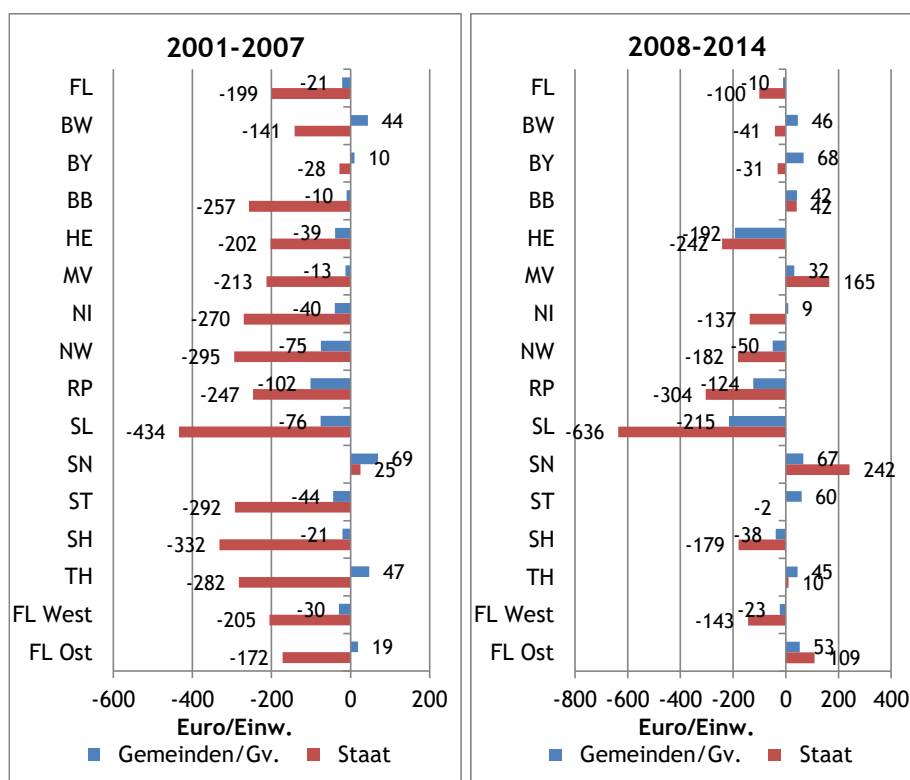 2001-2007
FL -199 -21
BW -141 44
BY -28 10
BB -257 -10
HE -202 -39
MV -213 -13
NI -270 -40
NW -295 -75
RP -247 -102
SL -434 -76
SN 69 25
ST -292 -44
SH -332 -21
TH -282 47
FL West -205 -30
FL Ost -172 19
-600 -400 -200 0 200
Euro/Einw.
Gemeinden/Gv. Staat
2008-2014
FL -100 -10
BW -41 46
BY -31 68
BB 42 42
HE -242 -192
MV 32 165
NI -137 9
NW -182 -50
RP -304 -124
SL -636 -215
SN 67 242
ST -2 60
SH -179 -38
TH 45 10
FL West -143 -23
FL Ost 53 109
-800 -600 -400 -200 0 200 400
Euro/Einw.
Gemeinden/Gv. Staat